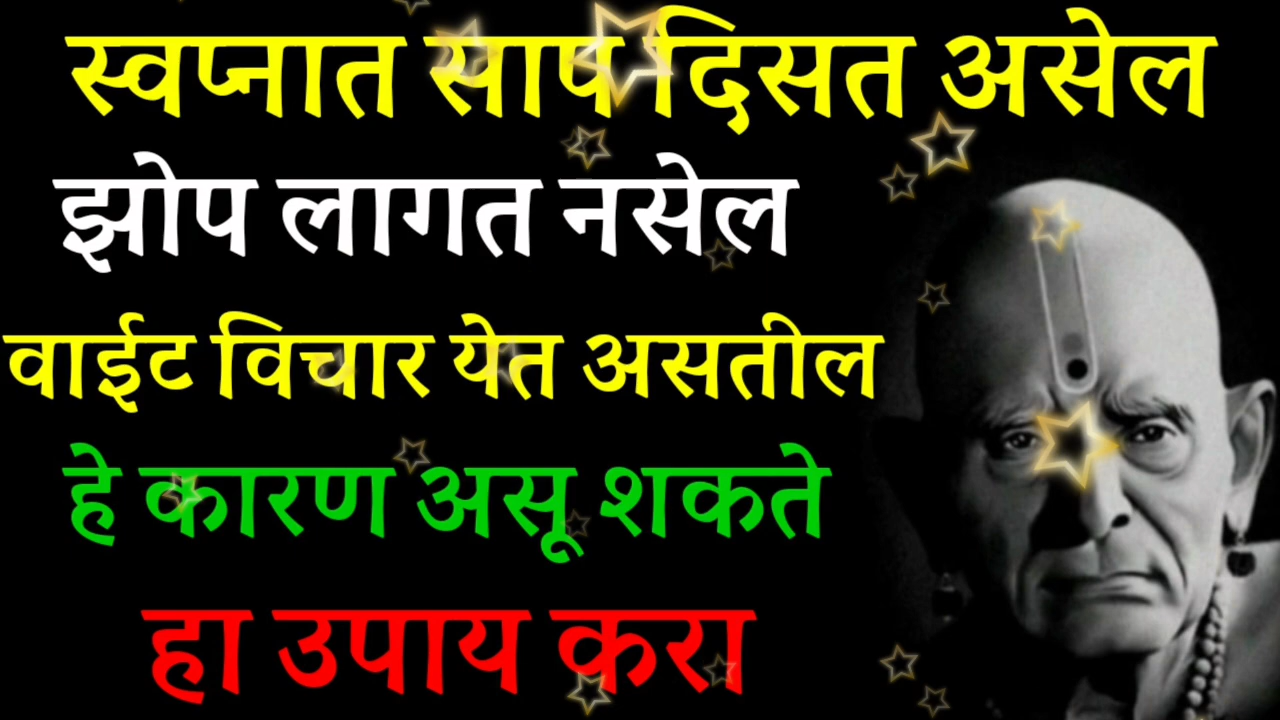 स्वप्नात साप दिसत असेल
झोप लागत नसेल
वाईट विचार येत असतील
हे कारण असू शकते
हा उपाय करा